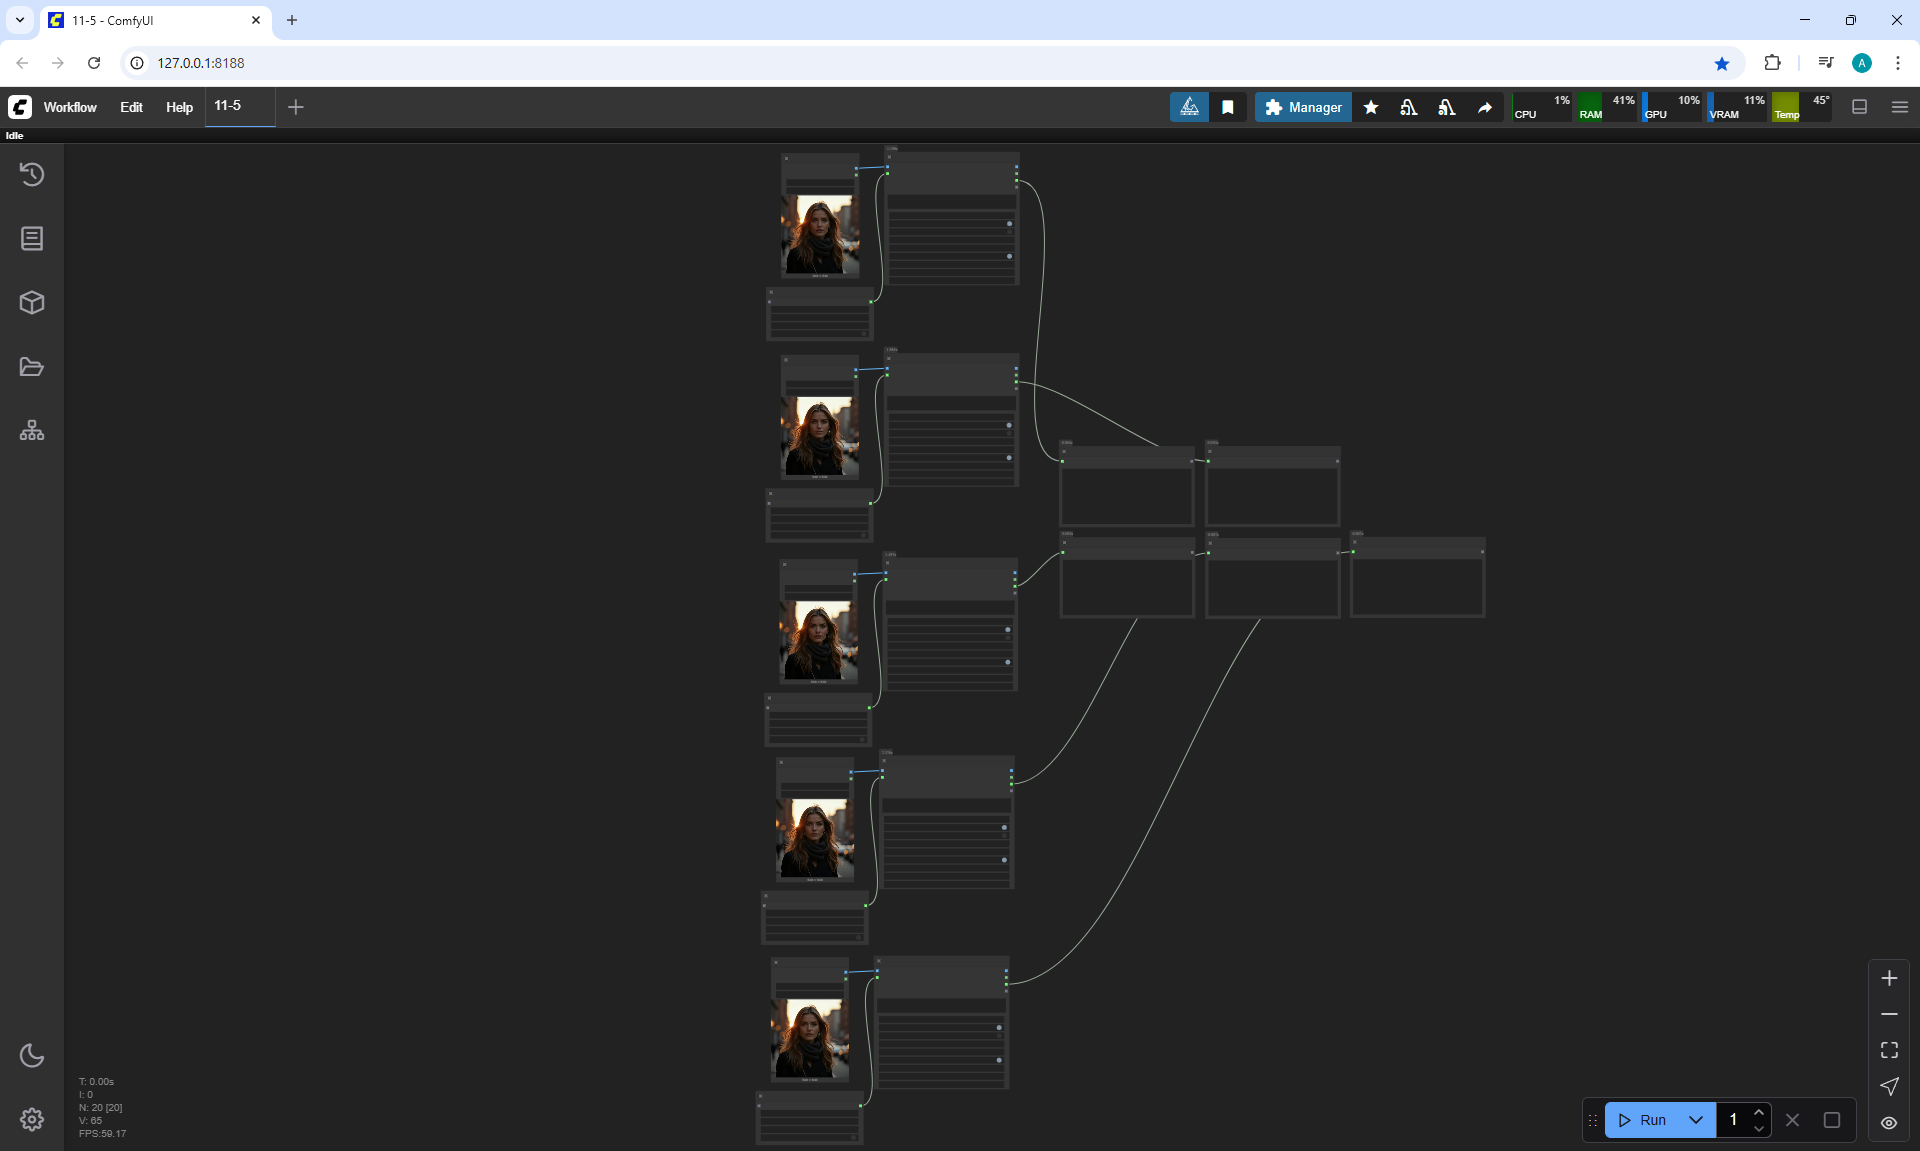 11-5 - ComfyUI
127.0.0.1:8188
A
Workflow
Edit
Help
11-5
Manager
CPU 1%
RAM 41%
GPU 10%
VRAM 11%
Temp 45°
Idle
T: 0.00s
I: 0
N: 20 [20]
V: 65
FPS:59.17
Run
1